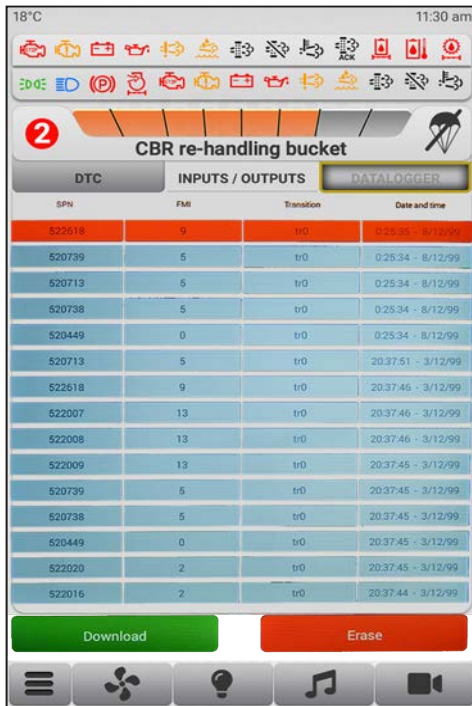 18°C 11:30 am
STOP STOP
ACK
STOP
2
CBR re-handling bucket
DTC INPUTS / OUTPUTS DATALOGGER
SPN FMI Transition Date and time
522618 9 tr0 0:25:35 - 8/12/99
520739 5 tr0 0:25:34 - 8/12/99
520713 5 tr0 0:25:34 - 8/12/99
520738 5 tr0 0:25:34 - 8/12/99
520449 0 tr0 0:25:34 - 8/12/99
520713 5 tr0 20:37:51 - 3/12/99
522618 9 tr0 20:37:46 - 3/12/99
522007 13 tr0 20:37:46 - 3/12/99
522008 13 tr0 20:37:46 - 3/12/99
522009 13 tr0 20:37:45 - 3/12/99
520739 5 tr0 20:37:45 - 3/12/99
520738 5 tr0 20:37:45 - 3/12/99
520449 0 tr0 20:37:45 - 3/12/99
522020 2 tr0 20:37:45 - 3/12/99
522016 2 tr0 20:37:44 - 3/12/99
Download Erase